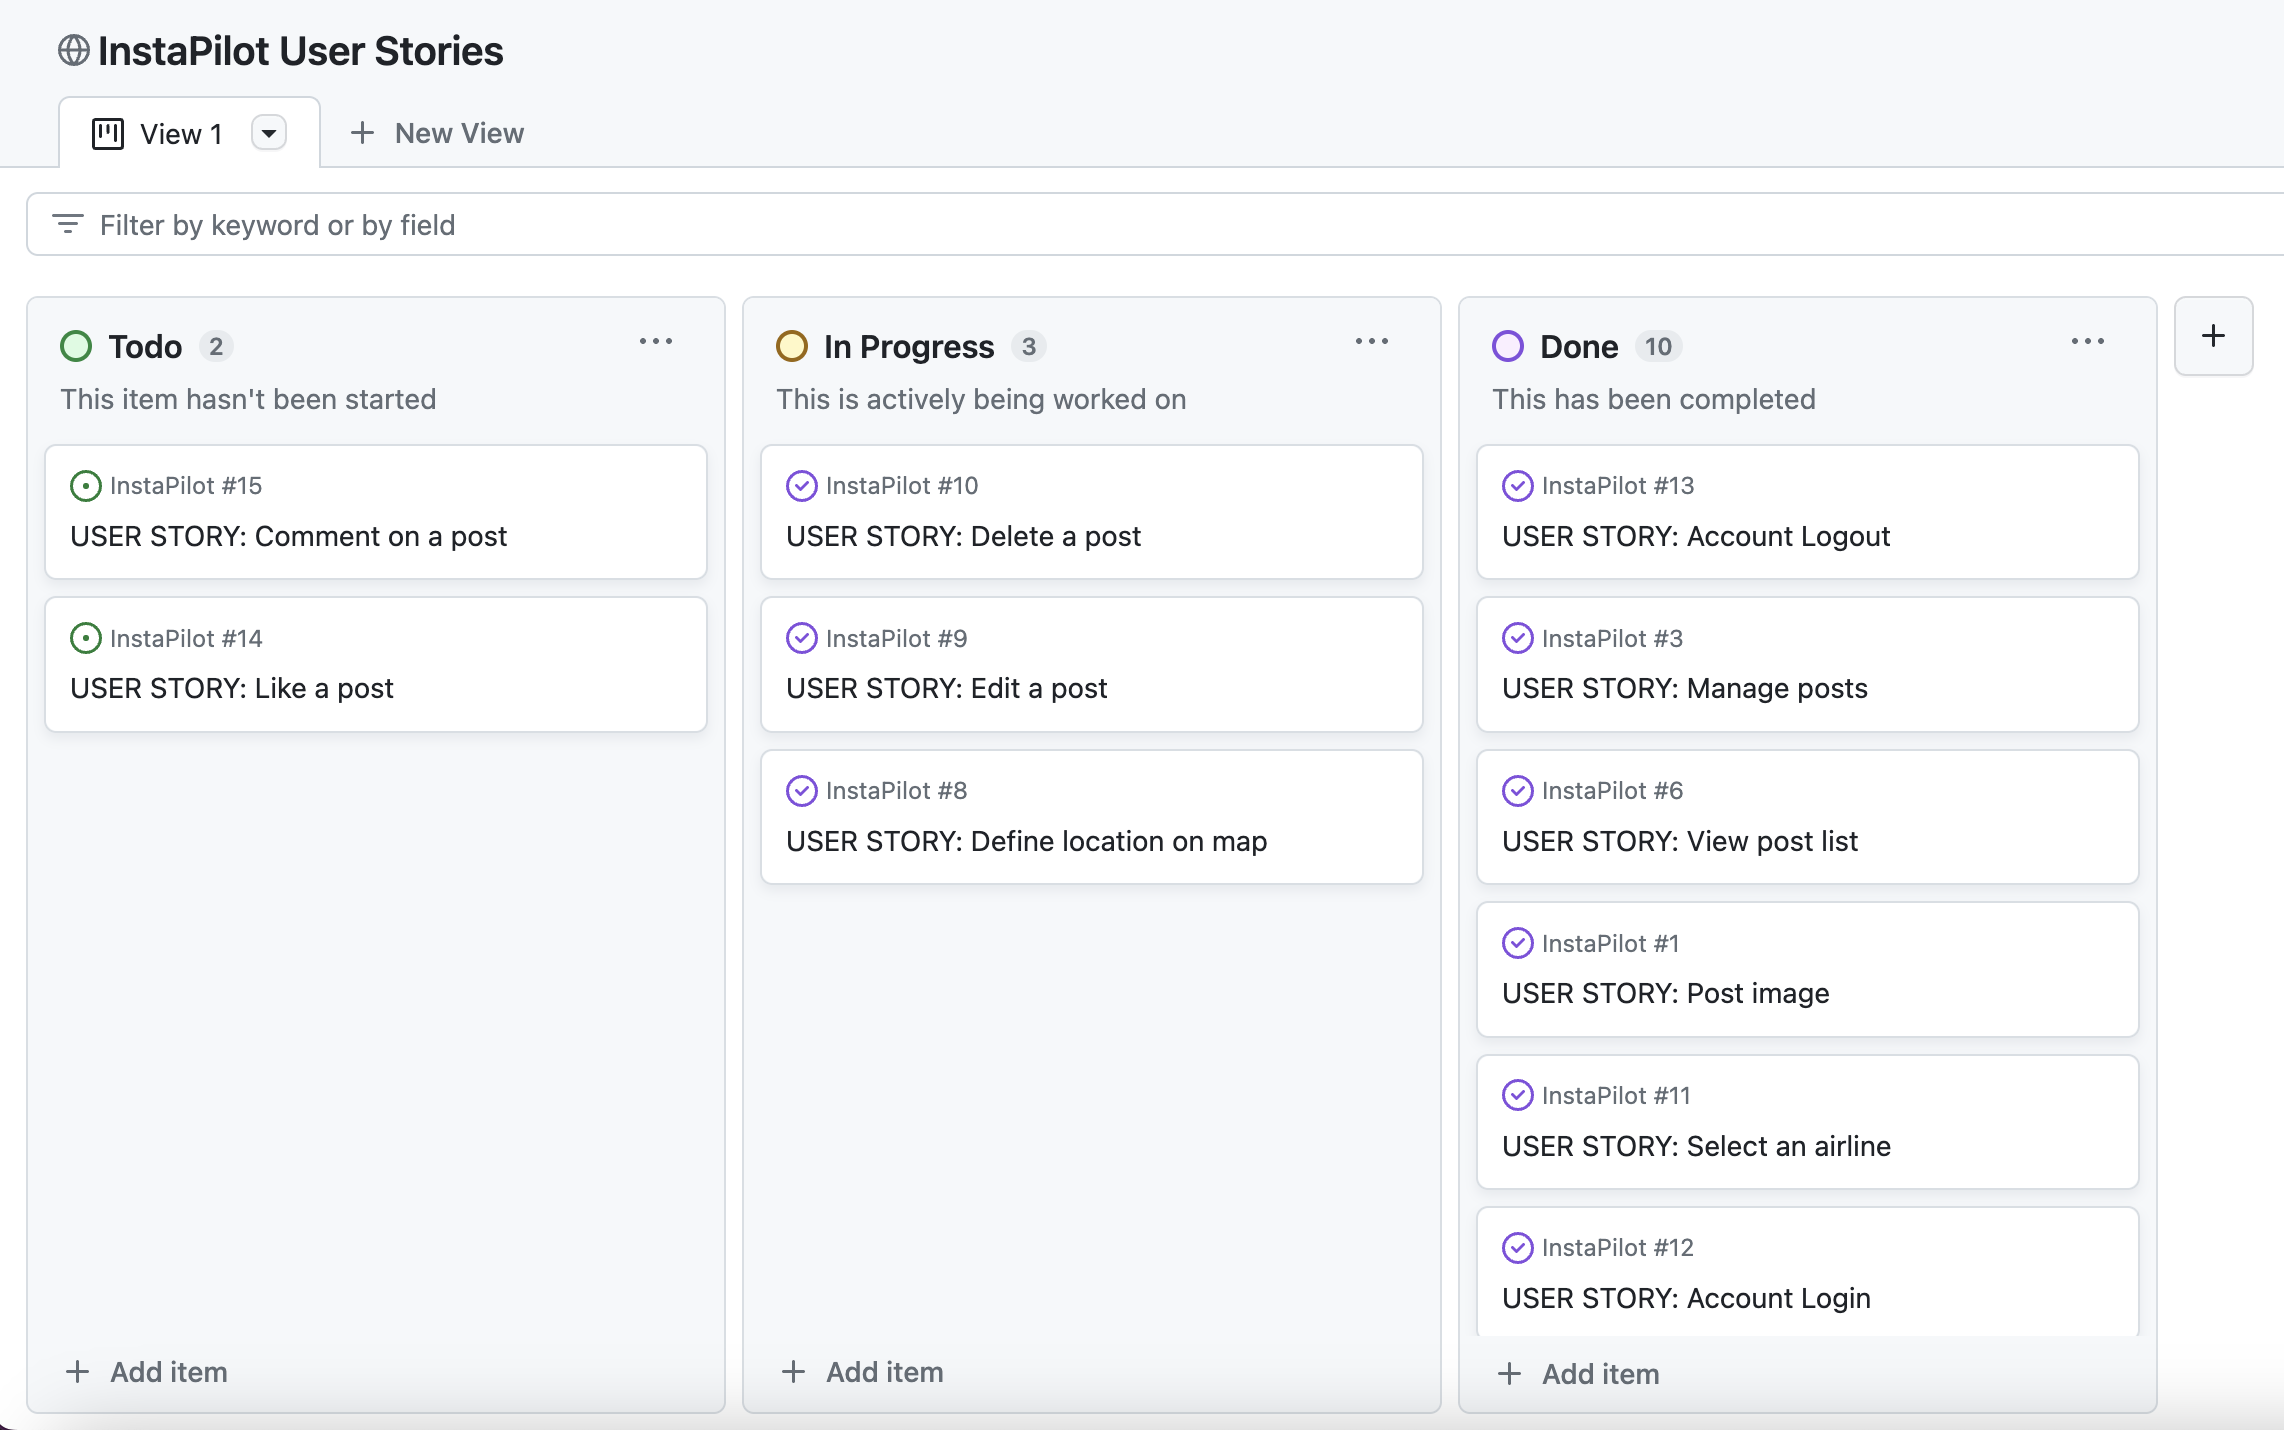 InstaPilot User Stories
View 1
New View
Filter by keyword or by field
Todo 2
This item hasn't been started
InstaPilot #15
USER STORY: Comment on a post
InstaPilot #14
USER STORY: Like a post
Add item
In Progress 3
This is actively being worked on
InstaPilot #10
USER STORY: Delete a post
InstaPilot #9
USER STORY: Edit a post
InstaPilot #8
USER STORY: Define location on map
Add item
Done 10
This has been completed
InstaPilot #13
USER STORY: Account Logout
InstaPilot #3
USER STORY: Manage posts
InstaPilot #6
USER STORY: View post list
InstaPilot #1
USER STORY: Post image
InstaPilot #11
USER STORY: Select an airline
InstaPilot #12
USER STORY: Account Login
Add item